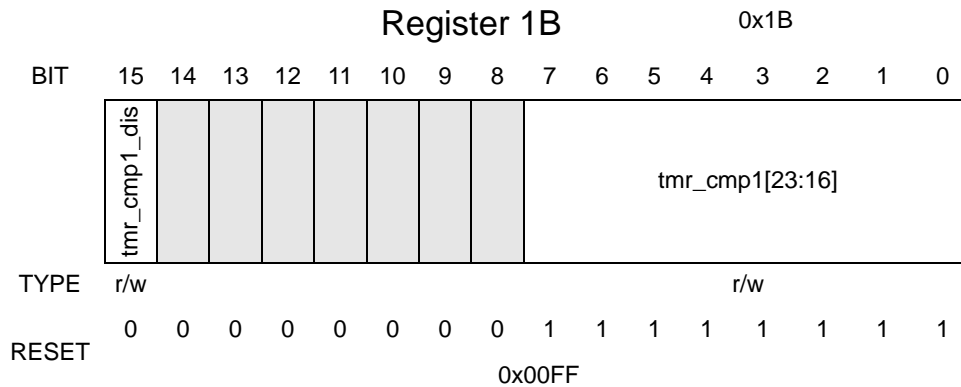 Register 1B 0x1B
BIT 15 14 13 12 11 10 9 8 7 6 5 4 3 2 1 0
tmr_cmp1_dis
tmr_cmp1[23:16]
TYPE r/w r/w
0 0 0 0 0 0 0 0 1 1 1 1 1 1 1 1
RESET
0x00FF